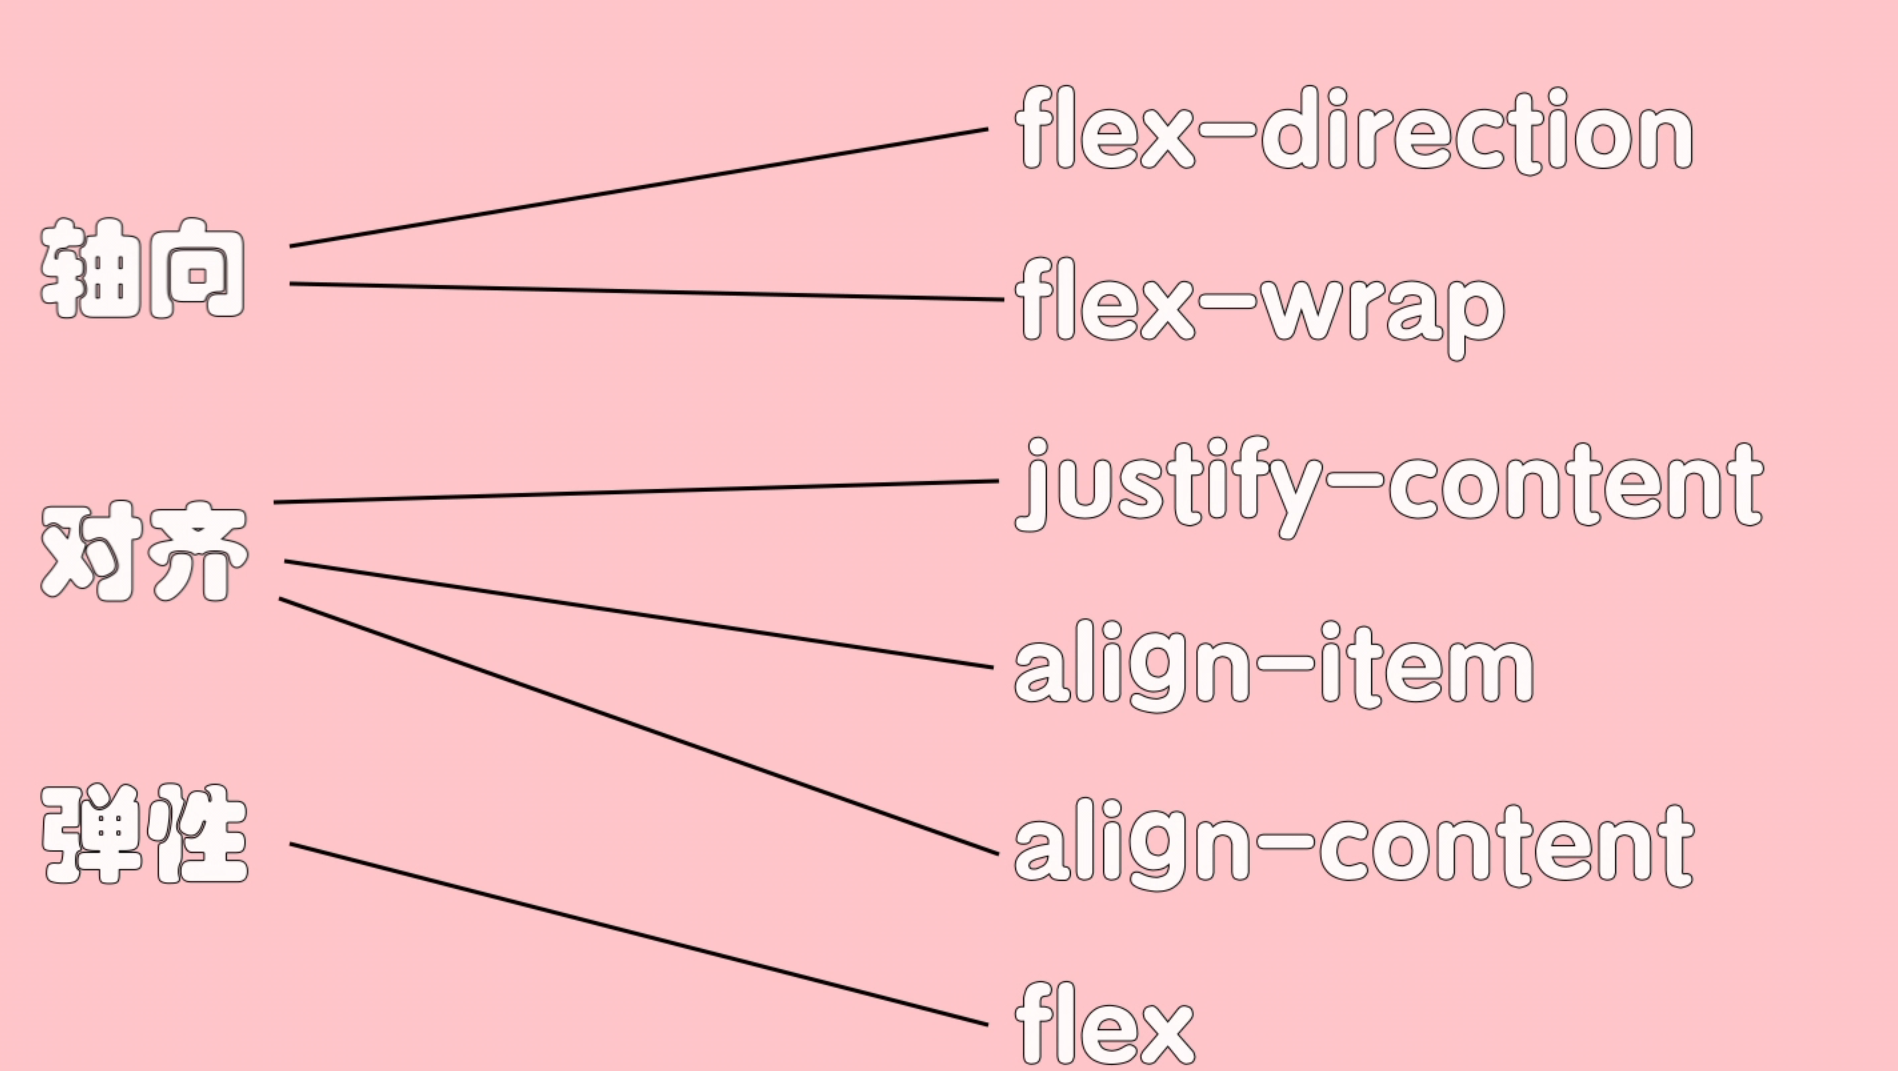 轴向
flex-direction
flex-wrap
对齐
justify-content
align-item
align-content
弹性
flex